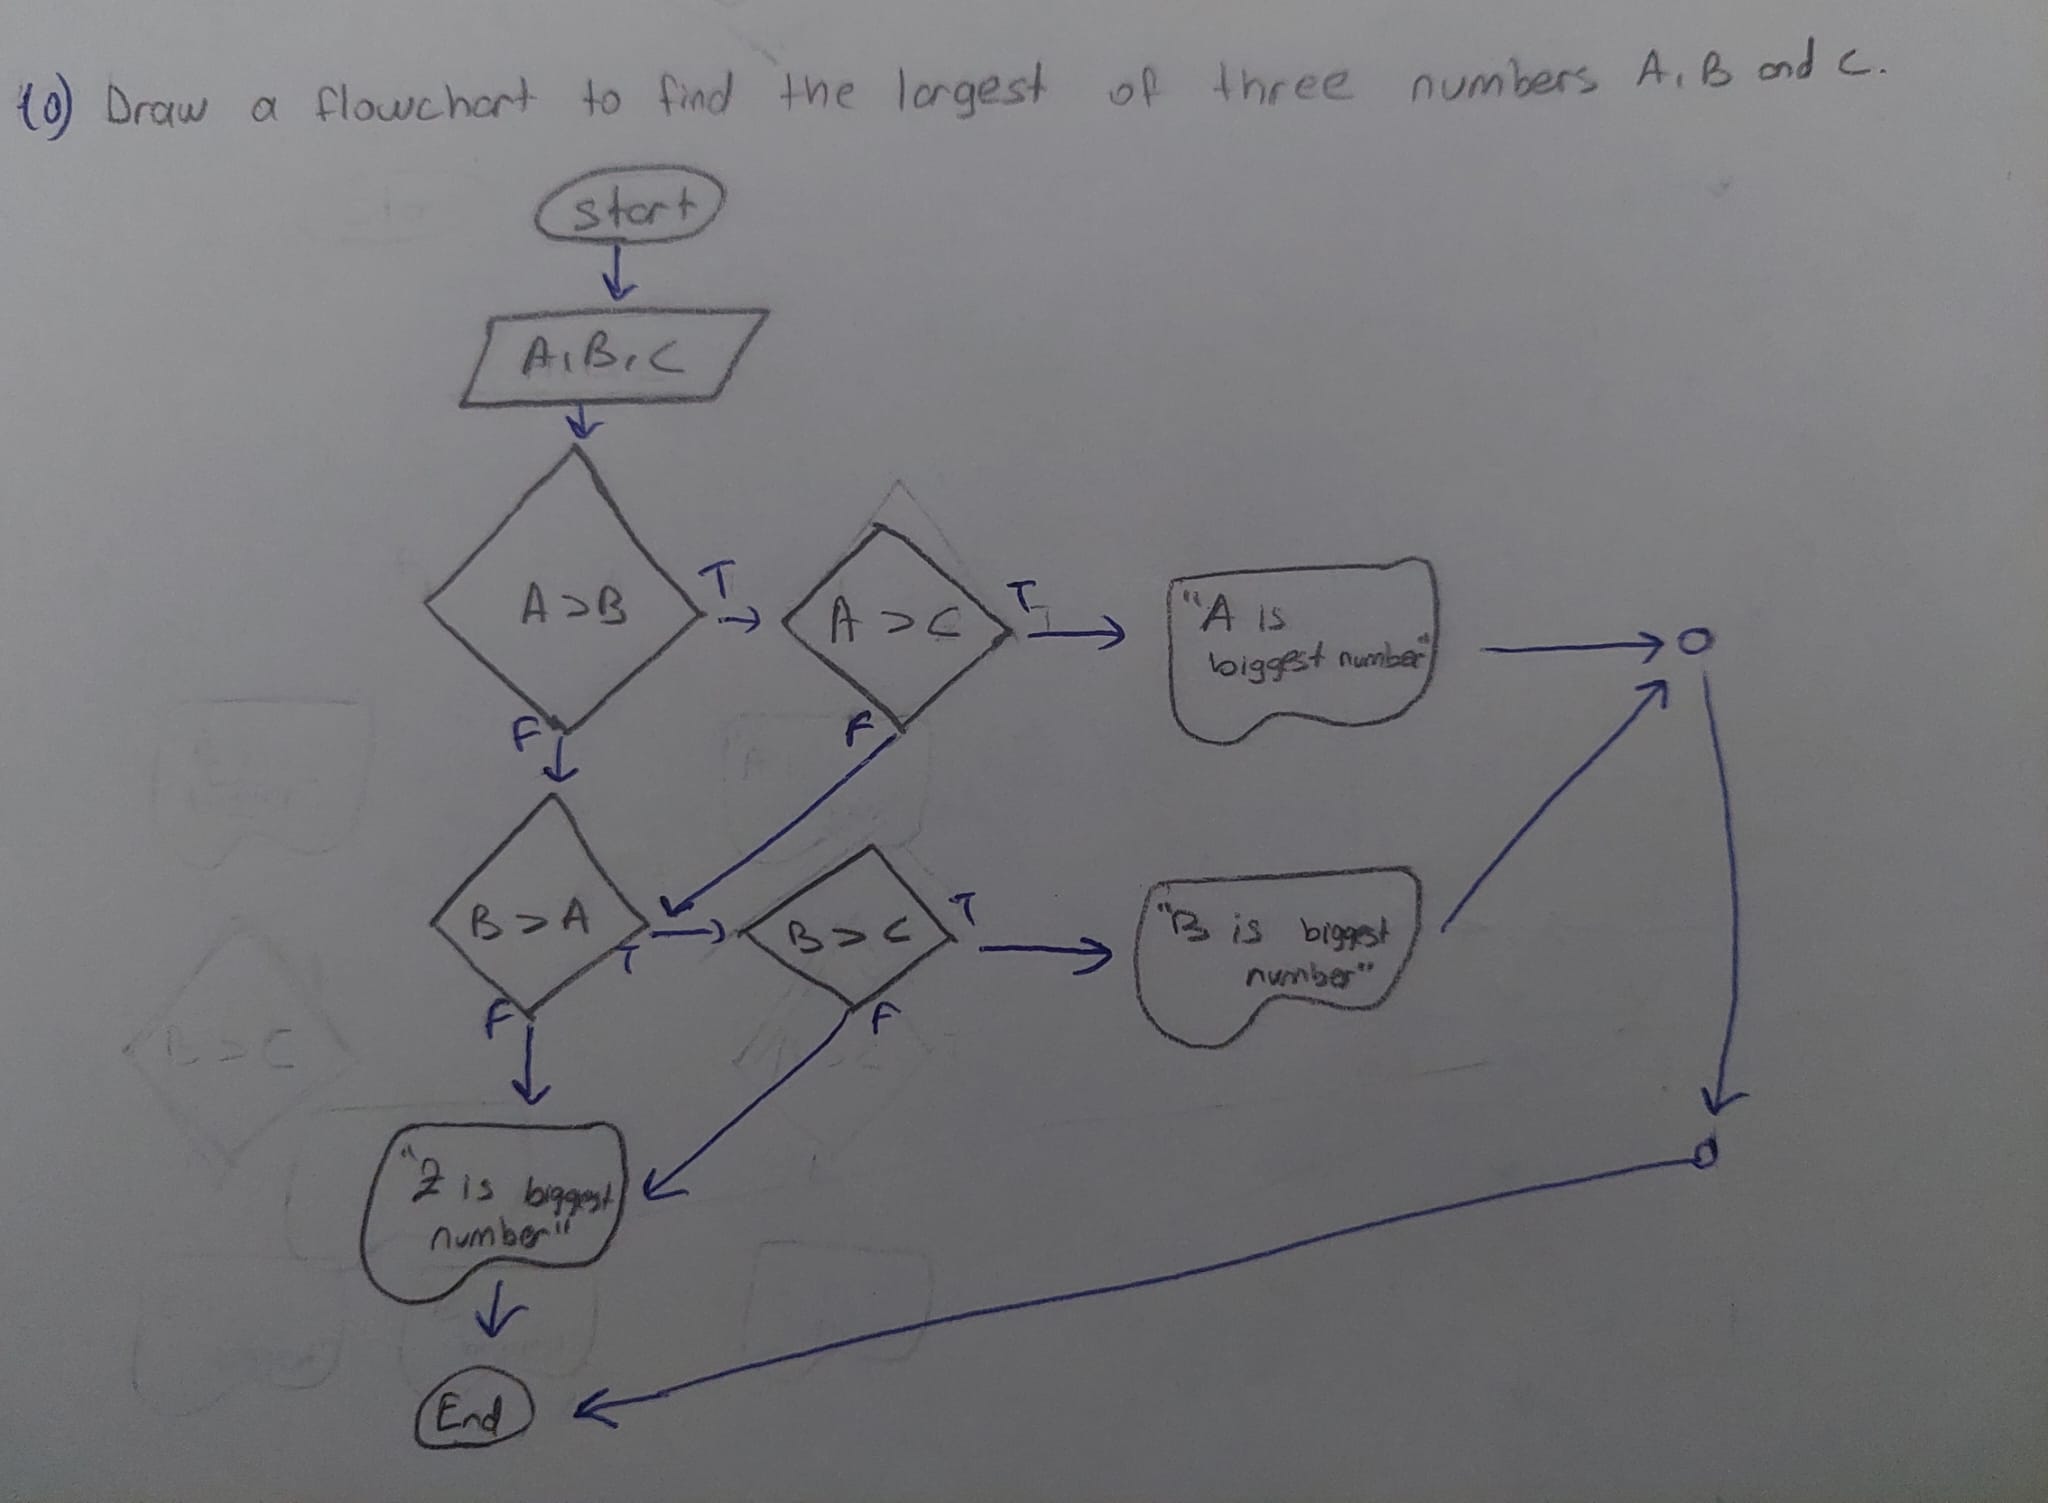 10) Draw a flowchart to find the largest of three numbers A, B and C.
start
A, B, C
A > B
T
A > C
T
"A is
biggest number"
F
F
B > A
T
B > C
T
"B is biggest
number"
F
F
"Z is biggest
number"
End